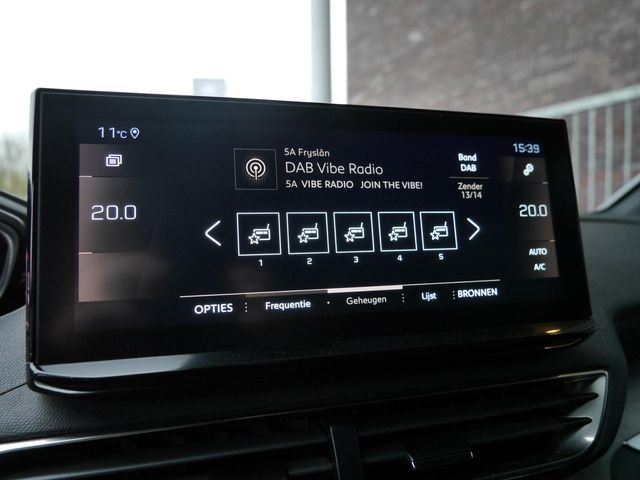 11°C
15:39
5A Fryslân
DAB Vibe Radio
5A VIBE RADIO JOIN THE VIBE!
Band
DAB
Zender
13/14
20.0
20.0
1 2 3 4 5
AUTO
A/C
OPTIES Frequentie Geheugen Lijst BRONNEN